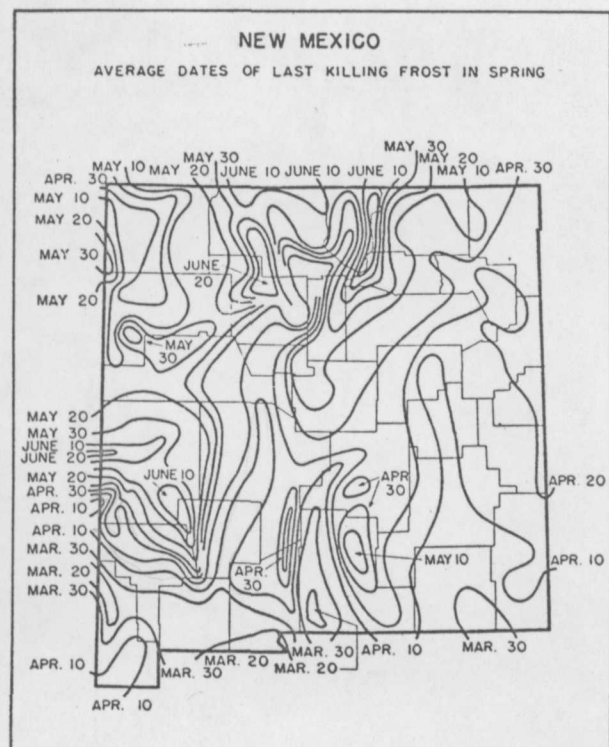 NEW MEXICO
AVERAGE DATES OF LAST KILLING FROST IN SPRING
MAY 30
MAY 20
MAY 10
APR. 30
MAY 10
MAY 20
MAY 30
JUNE 10
JUNE 10
JUNE 10
APR. 30
MAY 10
MAY 20
MAY 30
MAY 20
JUNE
20
MAY
30
MAY 20
MAY 30
JUNE 10
JUNE 20
MAY 20
APR. 30
APR. 10
APR. 10
MAR. 30
MAR. 20
MAR. 30
APR. 10
JUNE 10
APR.
30
APR. 20
MAY 10
APR.
30
APR. 10
MAR. 30
MAR. 20
MAR. 30
MAR. 20
APR. 10
MAR. 30
APR. 10